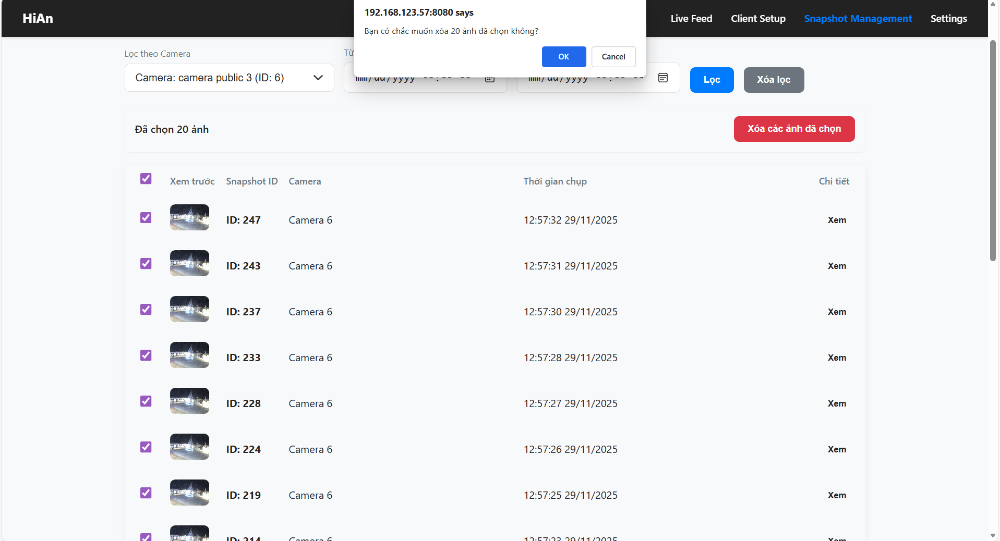 HiAn
192.168.123.57:8080 says
Bạn có chắc muốn xóa 20 ảnh đã chọn không?
OK
Cancel
Live Feed
Client Setup
Snapshot Management
Settings
Lọc theo Camera
Từ
Camera: camera public 3 (ID: 6)
mm/dd/yyyy --:-- --
mm/dd/yyyy --:-- --
Lọc
Xóa lọc
Đã chọn 20 ảnh
Xóa các ảnh đã chọn
Xem trước Snapshot ID Camera Thời gian chụp Chi tiết
ID: 247 Camera 6 12:57:32 29/11/2025 Xem
ID: 243 Camera 6 12:57:31 29/11/2025 Xem
ID: 237 Camera 6 12:57:30 29/11/2025 Xem
ID: 233 Camera 6 12:57:28 29/11/2025 Xem
ID: 228 Camera 6 12:57:27 29/11/2025 Xem
ID: 224 Camera 6 12:57:26 29/11/2025 Xem
ID: 219 Camera 6 12:57:25 29/11/2025 Xem
ID: 214 Camera 6 12:57:23 29/11/2025 Xem